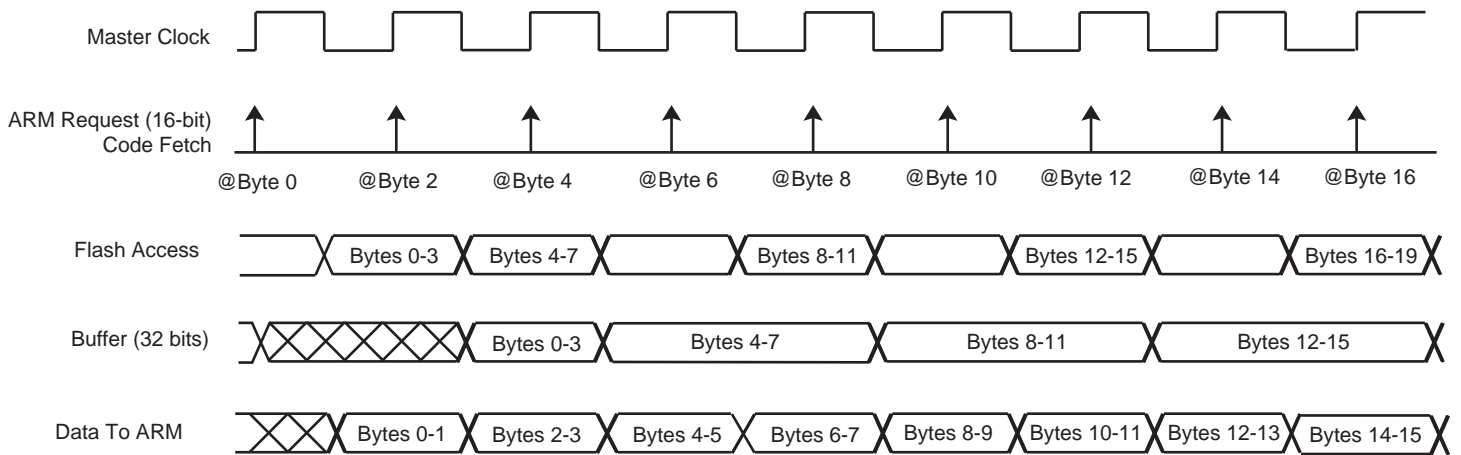 Master Clock
ARM Request (16-bit)
Code Fetch
@Byte 0 @Byte 2 @Byte 4 @Byte 6 @Byte 8 @Byte 10 @Byte 12 @Byte 14 @Byte 16
Flash Access Bytes 0-3 Bytes 4-7 Bytes 8-11 Bytes 12-15 Bytes 16-19
Buffer (32 bits) Bytes 0-3 Bytes 4-7 Bytes 8-11 Bytes 12-15
Data To ARM Bytes 0-1 Bytes 2-3 Bytes 4-5 Bytes 6-7 Bytes 8-9 Bytes 10-11 Bytes 12-13 Bytes 14-15